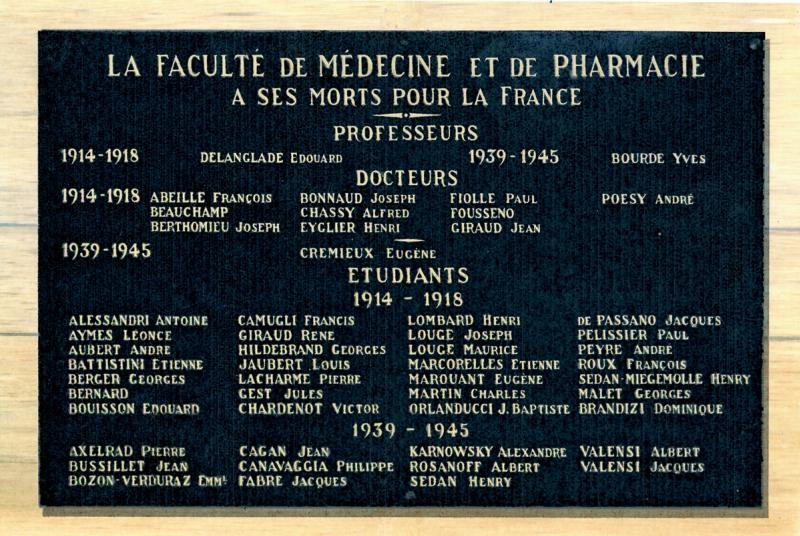 LA FACULTÉ DE MÉDECINE ET DE PHARMACIE
A SES MORTS POUR LA FRANCE
PROFESSEURS
1914-1918 DELANGLADE EDOUARD 1939-1945 BOURDE YVES
DOCTEURS
1914-1918 ABEILLE FRANÇOIS BONNAUD JOSEPH FIOLLE PAUL POESY ANDRÉ
BEAUCHAMP CHASSY ALFRED FOUSSENO
BERTHOMIEU JOSEPH EYGLIER HENRI GIRAUD JEAN
1939-1945 CREMIEUX EUGÈNE
ETUDIANTS
1914 - 1918
ALESSANDRI ANTOINE CAMUGLI FRANCIS LOMBARD HENRI DE PASSANO JACQUES
AYMES LÉONCE GIRAUD RENE LOUGE JOSEPH PELISSIER PAUL
AUBERT ANDRE HILDEBRAND GEORGES LOUGE MAURICE PEYRE ANDRÉ
BATTISTINI ETIENNE JAUBERT LOUIS MARCORELLES ETIENNE ROUX FRANÇOIS
BERGER GEORGES LACHARME PIERRE MAROUANT EUGÈNE SEDAN-MIEGEMOLLE HENRY
BERNARD GEST JULES MARTIN CHARLES MALET GEORGES
BOUISSON EDOUARD CHARDENOT VICTOR ORLANDUCCI J. BAPTISTE BRANDIZI DOMINIQUE
1939 - 1945
AXELRAD PIERRE CAGAN JEAN KARNOWSKY ALEXANDRE VALENSI ALBERT
BUSSILLET JEAN CANAVAGGIA PHILIPPE ROSANOFF ALBERT VALENSI JACQUES
BOZON-VERDURAZ EMML FABRE JACQUES SEDAN HENRY